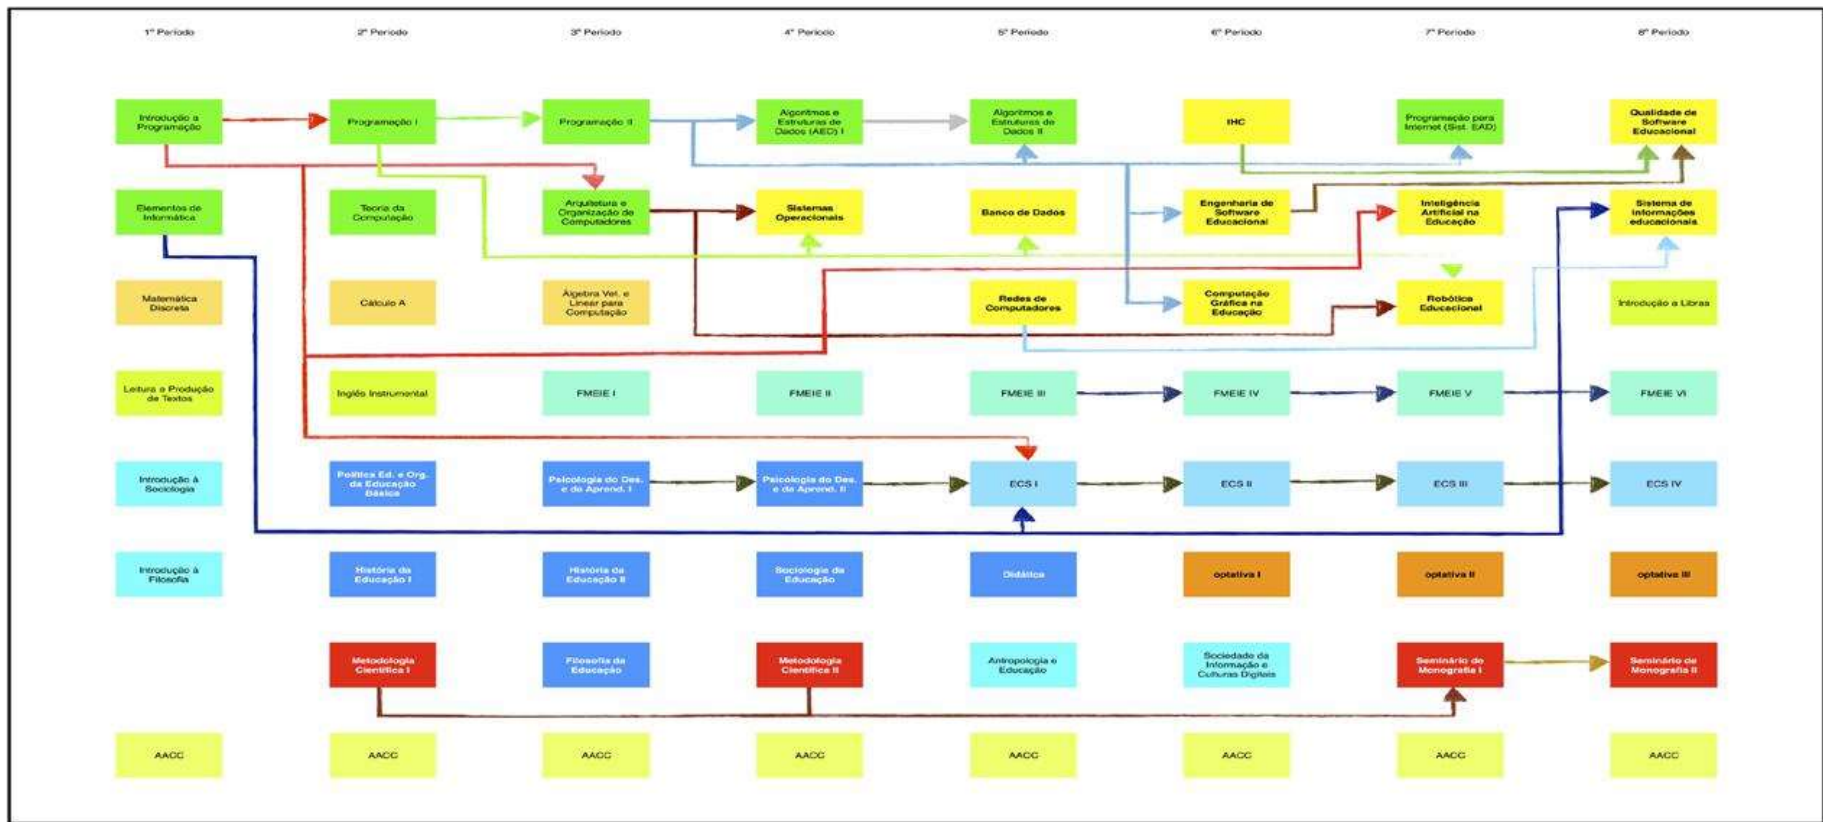 1º Período
2º Período
3º Período
4º Período
5º Período
6º Período
7º Período
8º Período
Introdução a
Programação
Programação I
Programação II
Algoritmos e
Estruturas de
Dados (AED) I
Algoritmos e
Estruturas de
Dados II
IHC
Programação para
Internet (Sist. EAD)
Qualidade de
Software
Educacional
Elementos de
Informática
Teoria da
Computação
Arquitetura e
Organização de
Computadores
Sistemas
Operacionais
Banco de Dados
Engenharia de
Software
Educacional
Inteligência
Artificial na
Educação
Sistema de
Informações
educacionais
Matemática
Discreta
Cálculo A
Álgebra Vet. e
Linear para
Computação
Redes de
Computadores
Computação
Gráfica na
Educação
Robótica
Educacional
Introdução a Libras
Leitura e Produção
de Textos
Inglês Instrumental
FMEIE I
FMEIE II
FMEIE III
FMEIE IV
FMEIE V
FMEIE VI
Introdução à
Sociologia
Política Ed. e Org.
da Educação
Básica
Psicologia do Des.
e do Aprend. I
Psicologia do Des.
e do Aprend. II
ECS I
ECS II
ECS III
ECS IV
Introdução à
Filosofia
História da
Educação I
História da
Educação II
Sociologia da
Educação
Didática
optativa I
optativa II
optativa III
Metodologia
Científica I
Filosofia da
Educação
Metodologia
Científica II
Antropologia e
Educação
Sociedade da
Informação e
Culturas Digitais
Seminário de
Monografia I
Seminário de
Monografia II
AACC
AACC
AACC
AACC
AACC
AACC
AACC
AACC